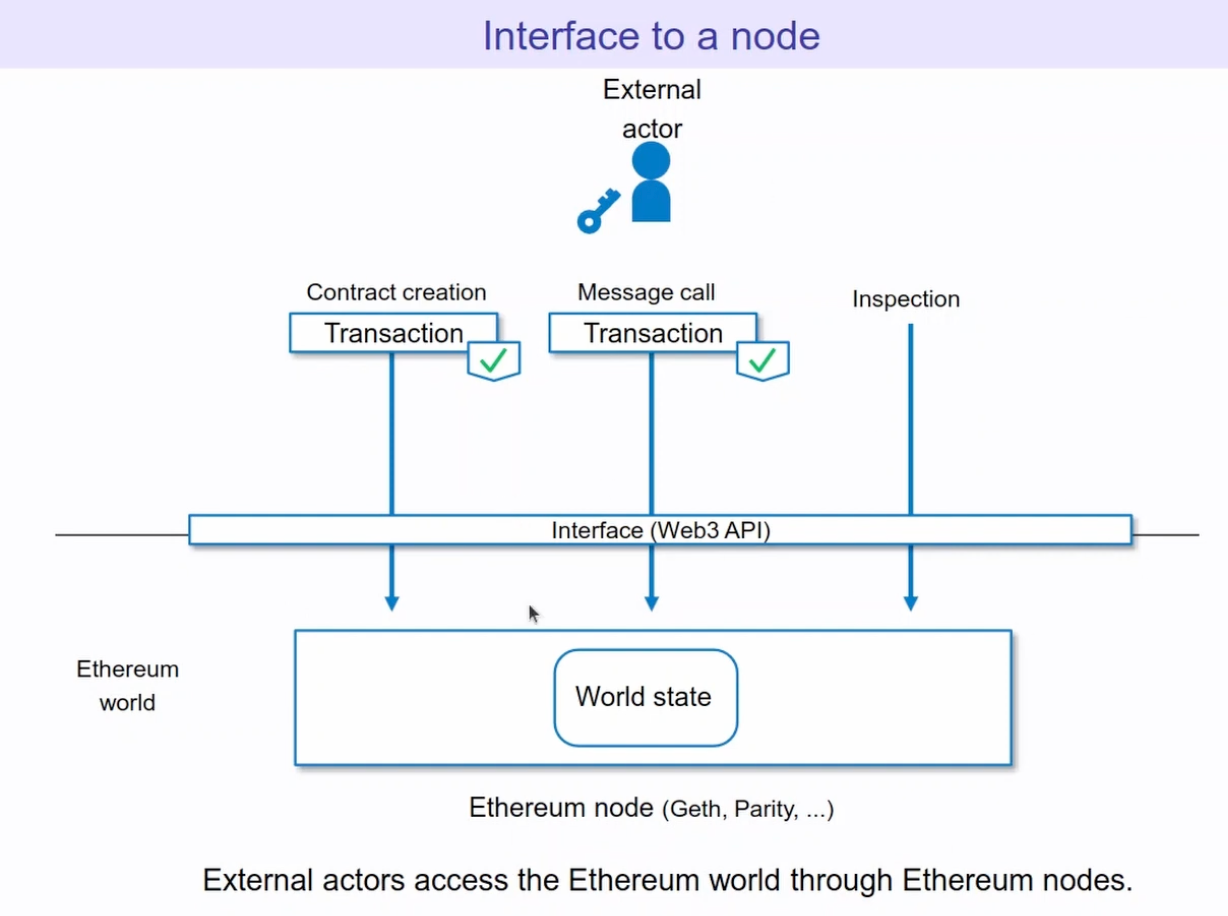 Interface to a node
External
actor
Contract creation
Message call
Inspection
Transaction
Transaction
Interface (Web3 API)
Ethereum
world
World state
Ethereum node (Geth, Parity, ...)
External actors access the Ethereum world through Ethereum nodes.